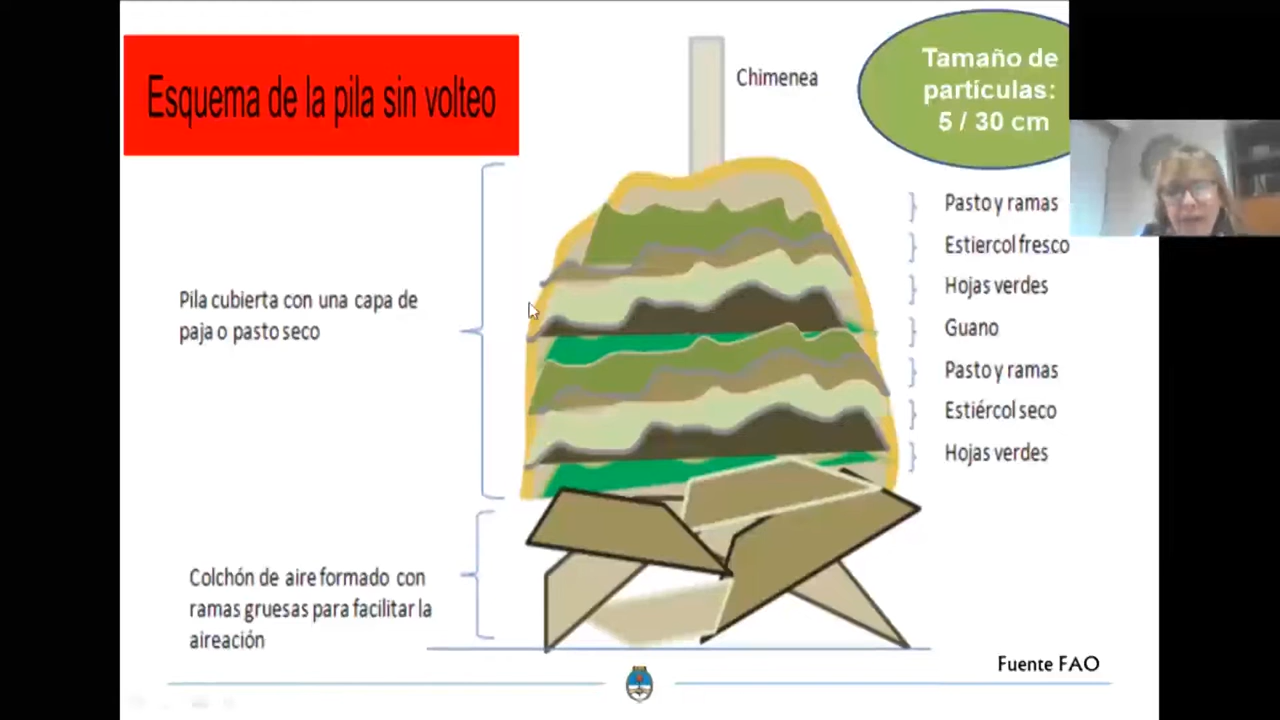 Esquema de la pila sin volteo
Chimenea
Tamaño de
partículas:
5 / 30 cm
Pila cubierta con una capa de
paja o pasto seco
Pasto y ramas
Estiercol fresco
Hojas verdes
Guano
Pasto y ramas
Estiércol seco
Hojas verdes
Colchón de aire formado con
ramas gruesas para facilitar la
aireación
Fuente FAO